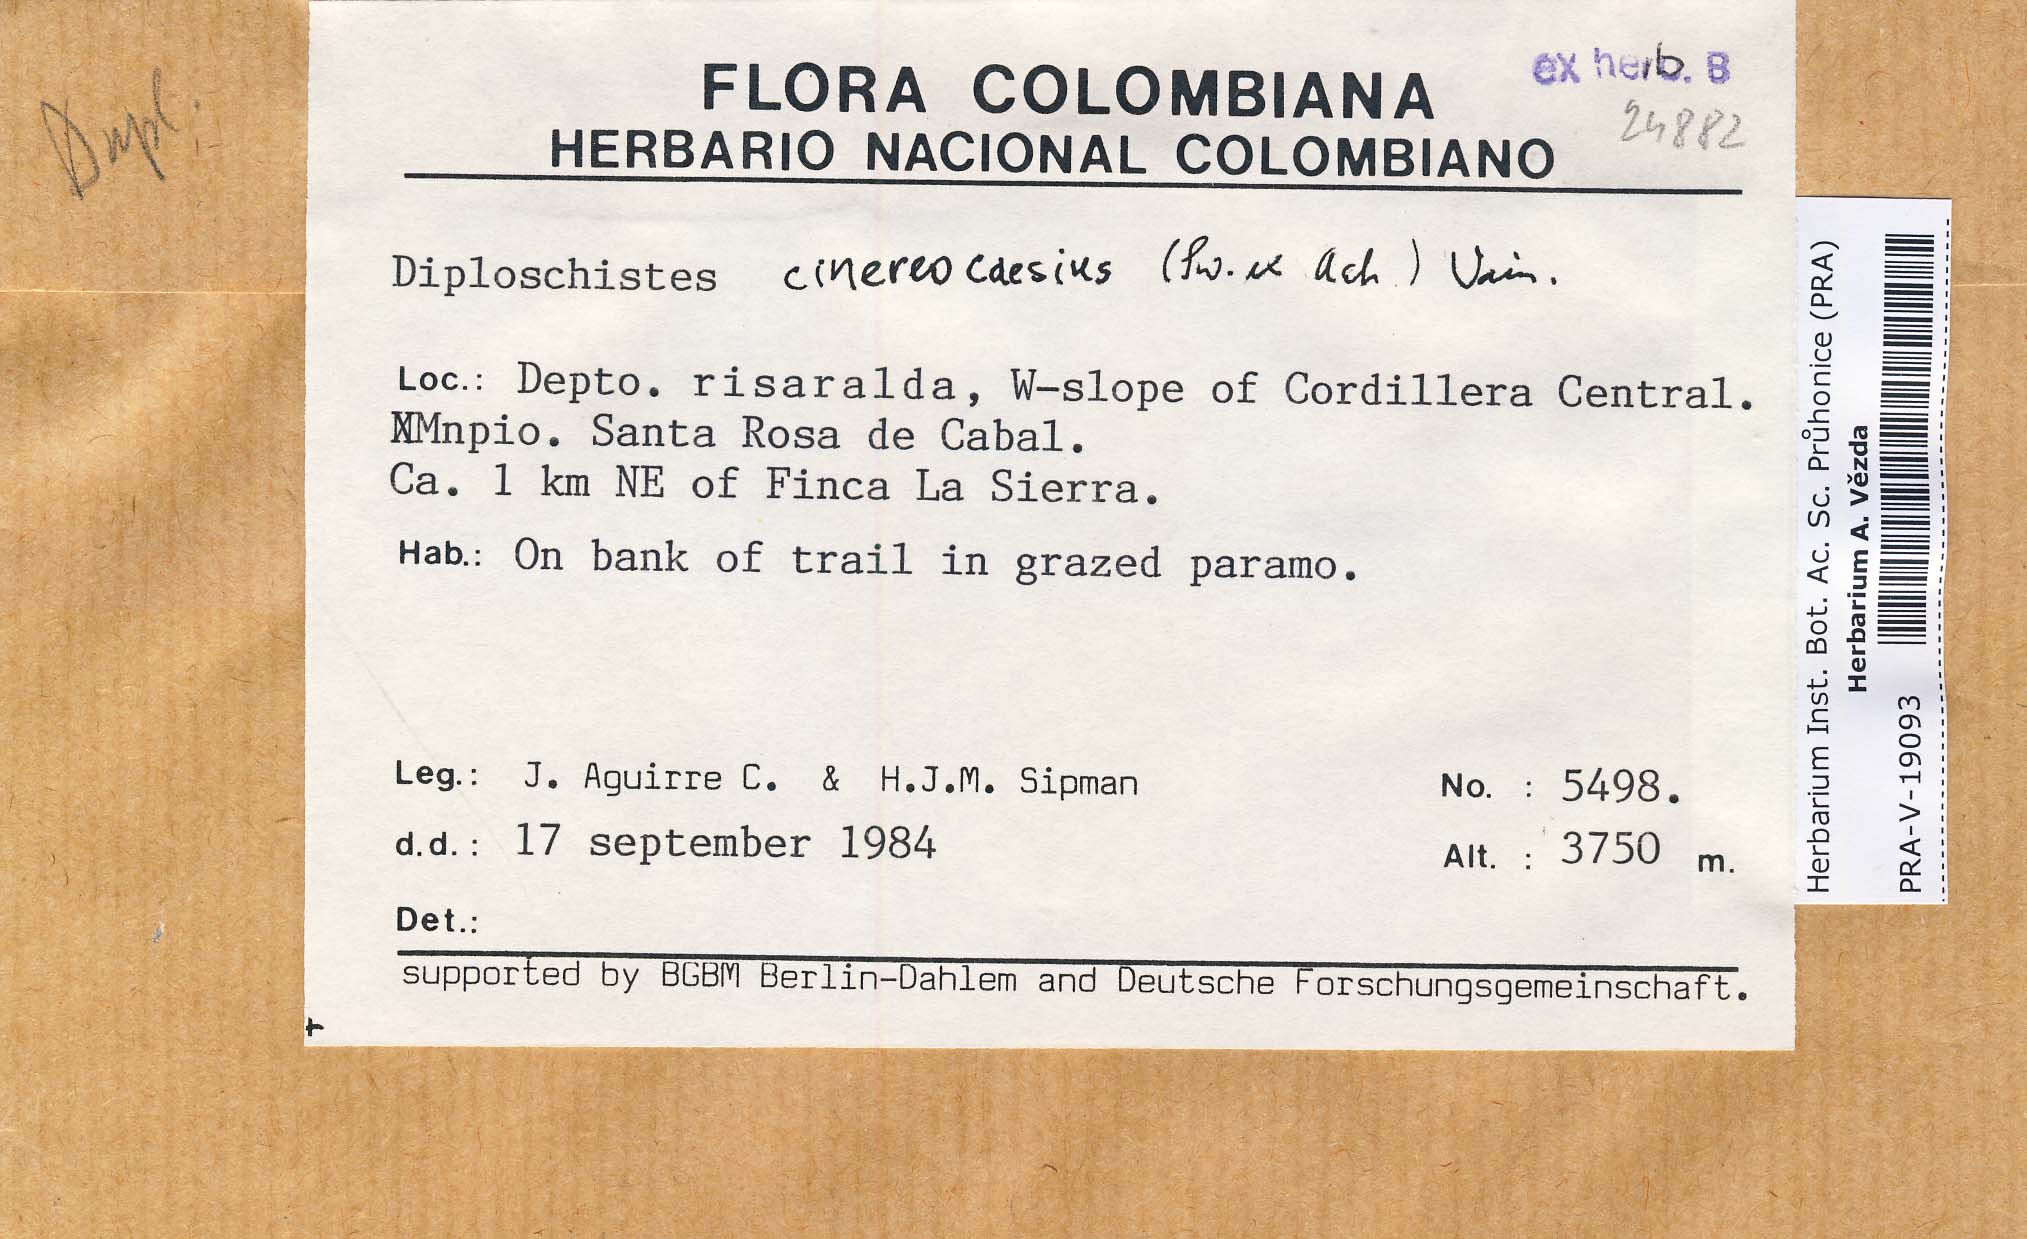 Dupl.
ex herb. B
24882
FLORA COLOMBIANA
HERBARIO NACIONAL COLOMBIANO
Diploschistes cinereocaesius (Sw. ex Ach.) Vain.
Loc.: Depto. risaralda, W-slope of Cordillera Central.
Mnpio. Santa Rosa de Cabal.
Ca. 1 km NE of Finca La Sierra.
Hab.: On bank of trail in grazed paramo.
Leg.: J. Aguirre C. & H.J.M. Sipman No. : 5498.
d.d.: 17 september 1984 Alt. : 3750 m.
Det.:
supported by BGBM Berlin-Dahlem and Deutsche Forschungsgemeinschaft.
+
Herbarium Inst. Bot. Ac. Sc. Průhonice (PRA)
Herbarium A. Vězda
PRA-V-19093